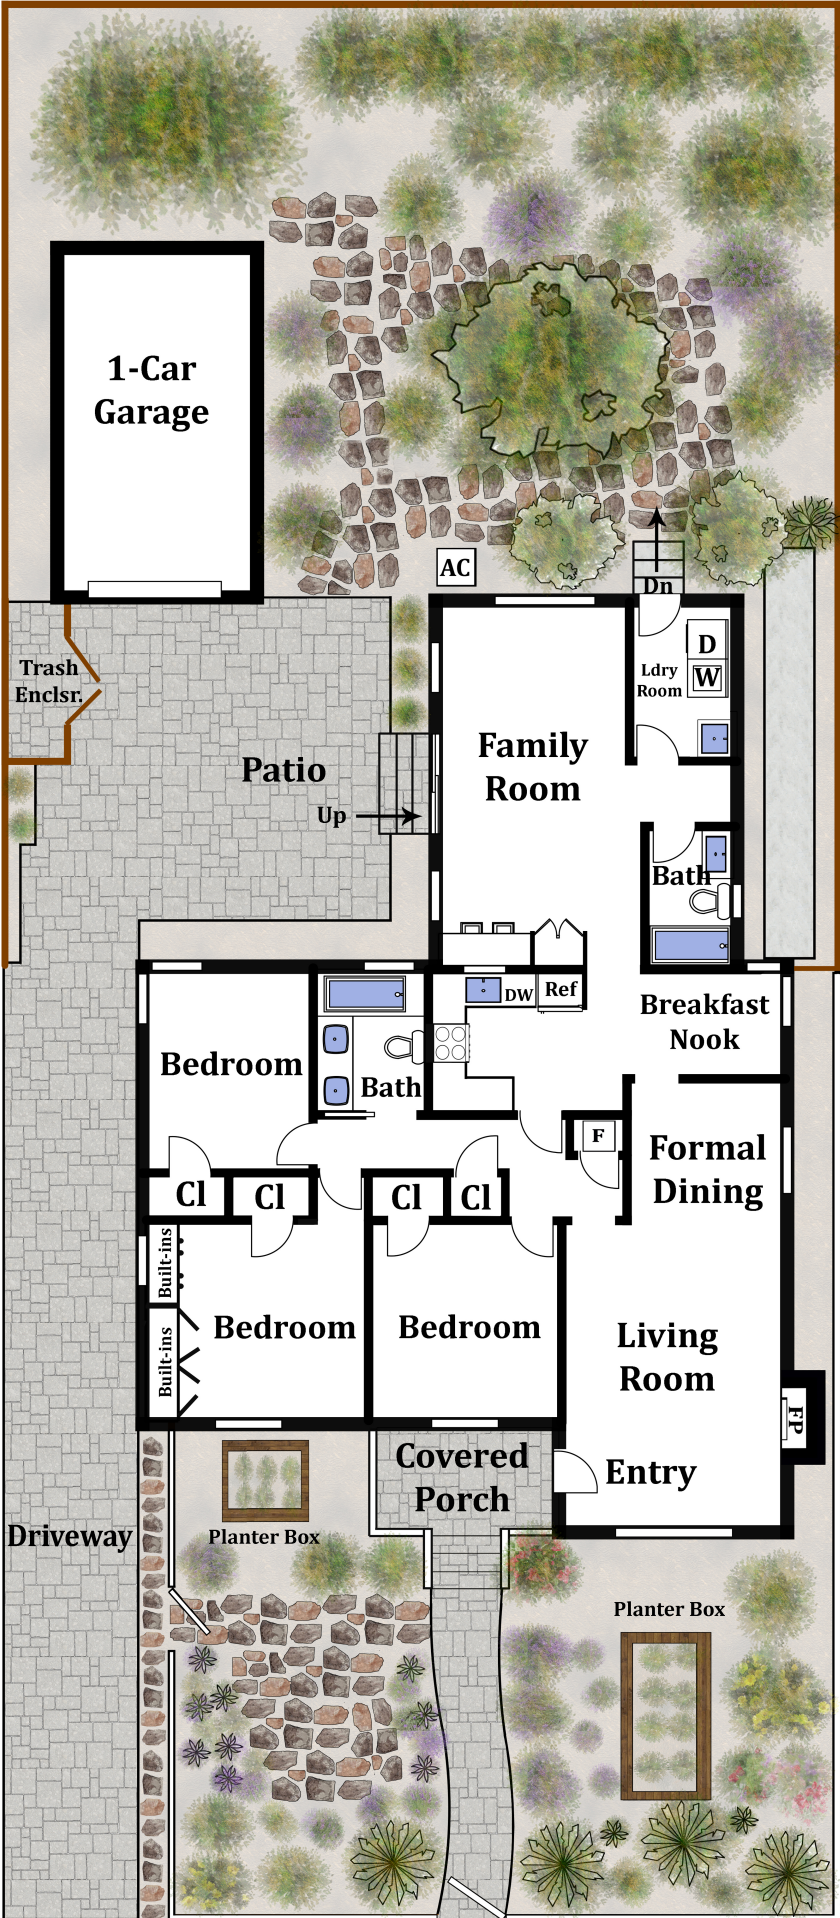 1-Car
Garage
AC
Dn
D
W
Ldry
Room
Trash
Enclsr.
Family
Room
Patio
Up
Bath
DW
Ref
Breakfast
Nook
Bedroom
Bath
F
Formal
Dining
Cl
Cl
Cl
Cl
Built-ins
Built-ins
Bedroom
Bedroom
Living
Room
FP
Covered
Porch
Entry
Driveway
Planter Box
Planter Box